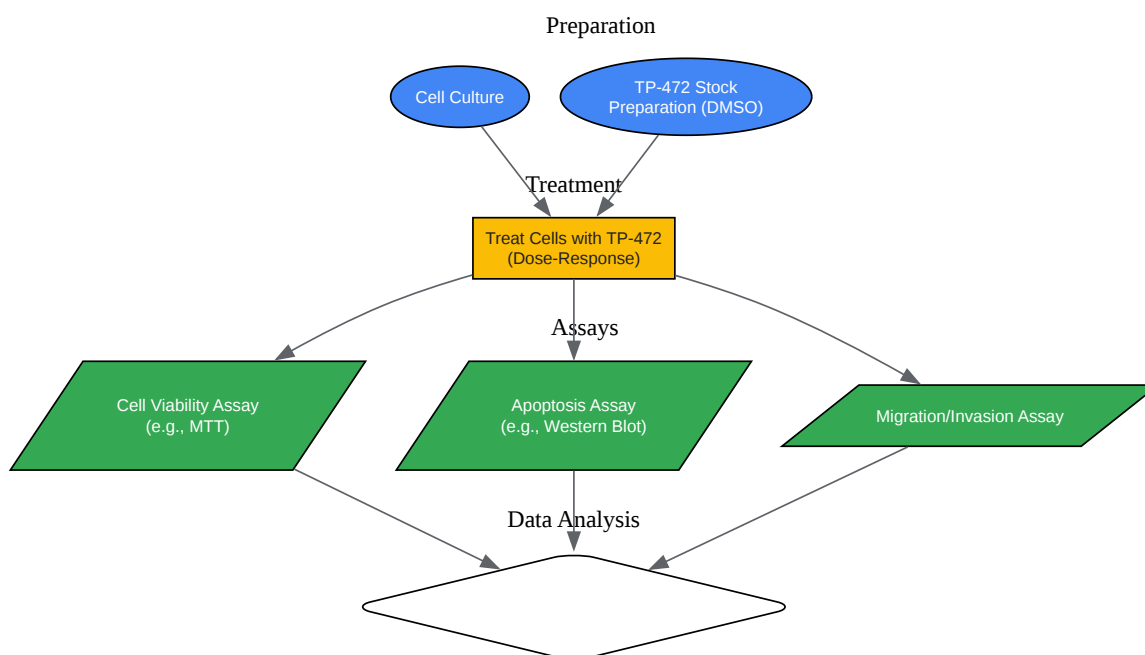 Preparation
Cell Culture
TP-472 Stock
Preparation (DMSO)
Treatment
Treat Cells with TP-472
(Dose-Response)
Assays
Cell Viability Assay
(e.g., MTT)
Apoptosis Assay
(e.g., Western Blot)
Migration/Invasion Assay
Data Analysis